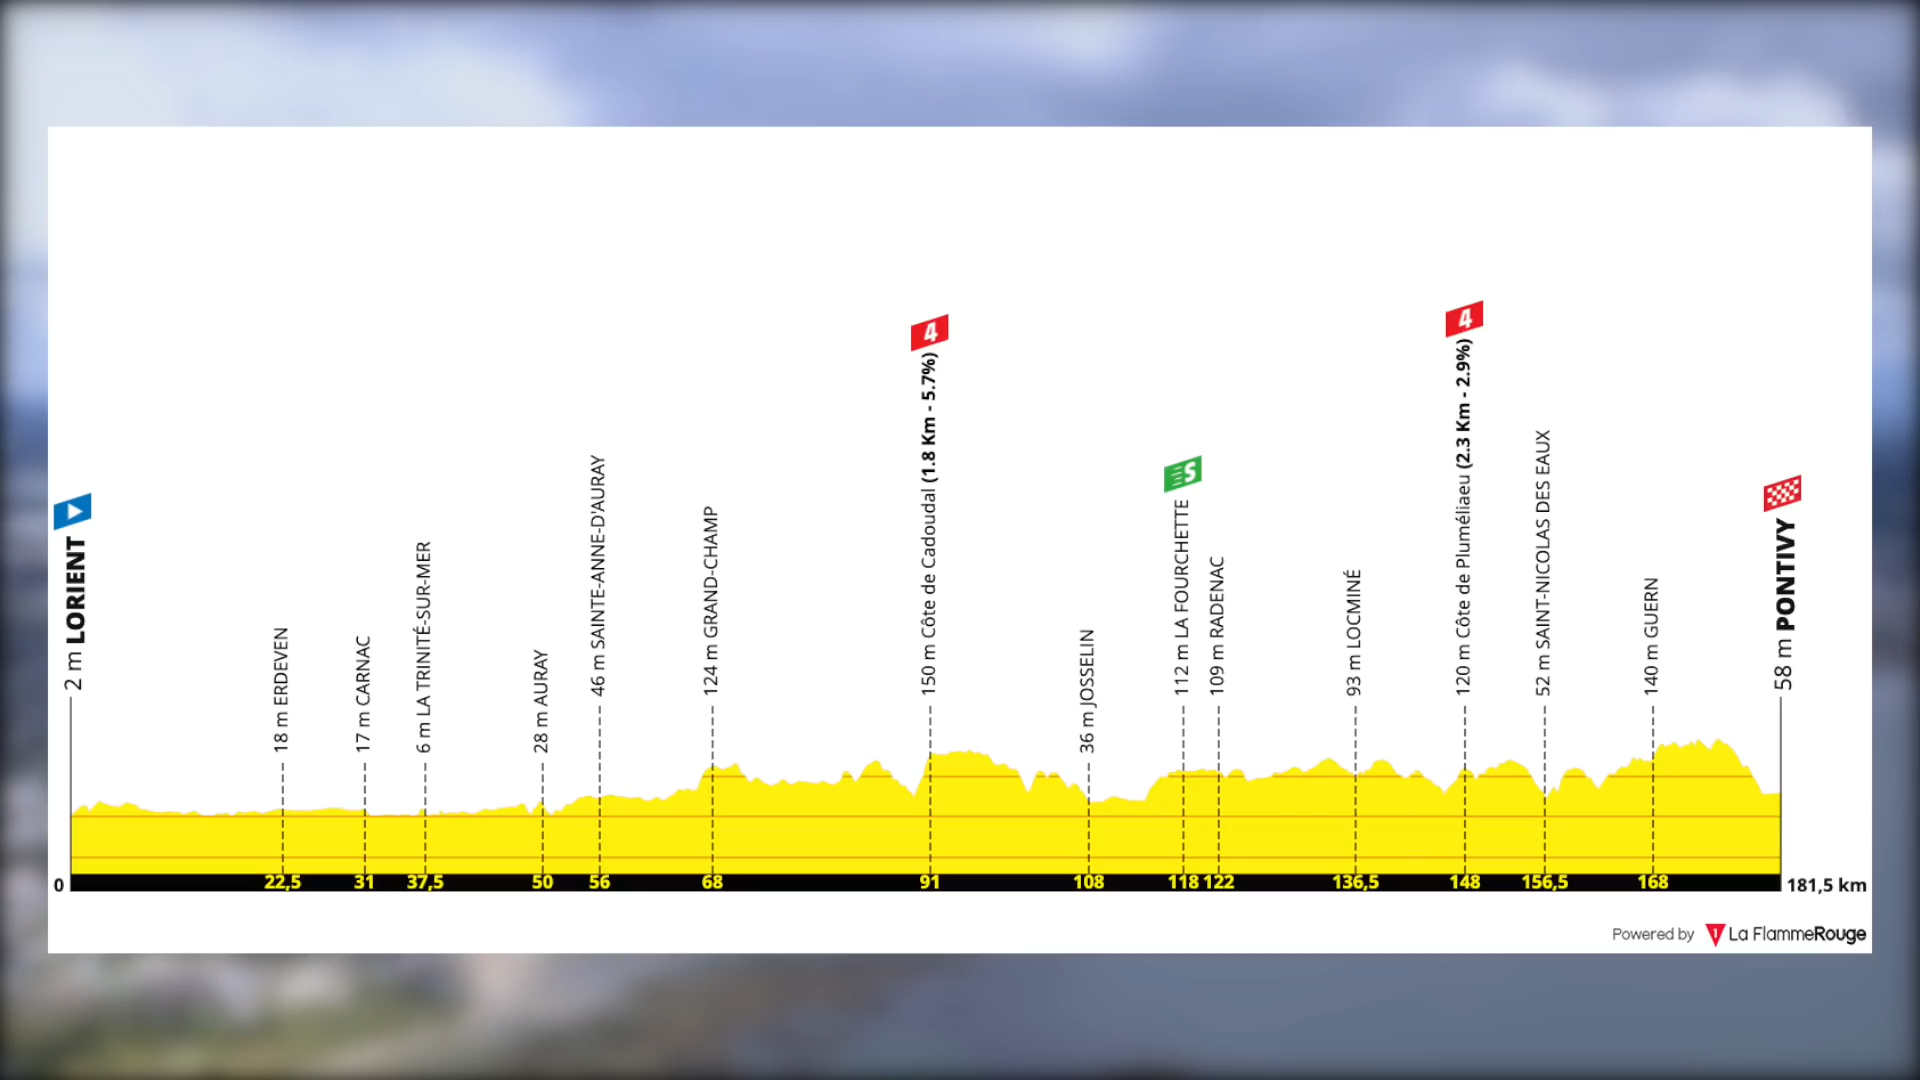 2 m LORIENT
18 m ERDEVEN
17 m CARNAC
6 m LA TRINITÉ-SUR-MER
28 m AURAY
46 m SAINTE-ANNE-D'AURAY
124 m GRAND-CHAMP
4
150 m Côte de Cadoudal (1.8 Km - 5.7%)
36 m JOSSELIN
S
112 m LA FOURCHETTE
109 m RADENAC
93 m LOCMINÉ
4
120 m Côte de Pluméliaeu (2.3 Km - 2.9%)
52 m SAINT-NICOLAS DES EAUX
140 m GUERN
58 m PONTIVY
0 22,5 31 37,5 50 56 68 91 108 118 122 136,5 148 156,5 168 181,5 km
Powered by 1 La FlammeRouge